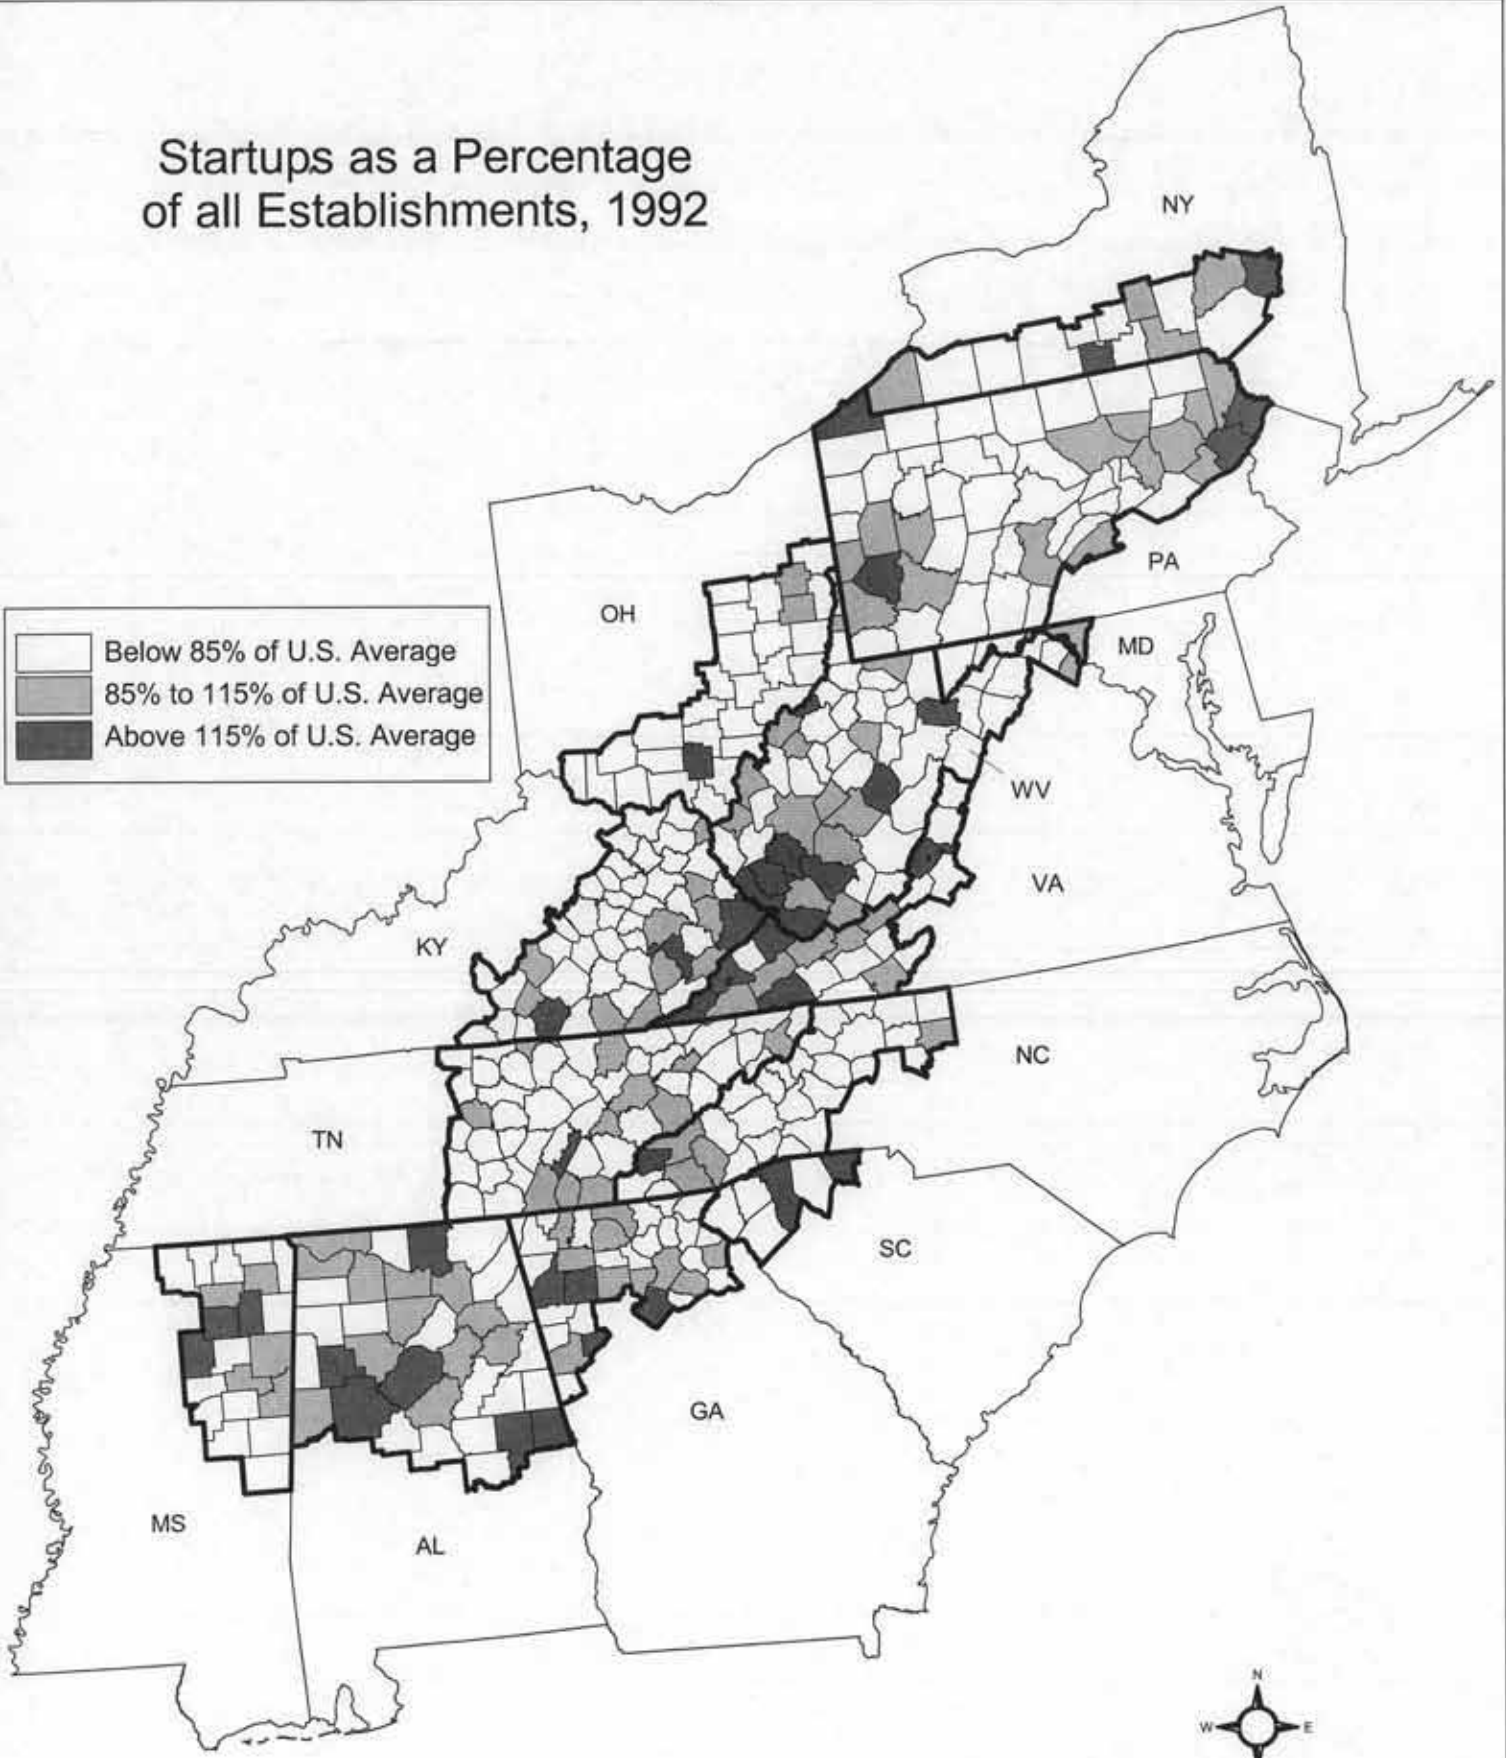 Startups as a Percentage
of all Establishments, 1992
NY
PA
OH
MD
Below 85% of U.S. Average
85% to 115% of U.S. Average
Above 115% of U.S. Average
WV
VA
KY
NC
TN
SC
GA
MS
AL
N
W
E